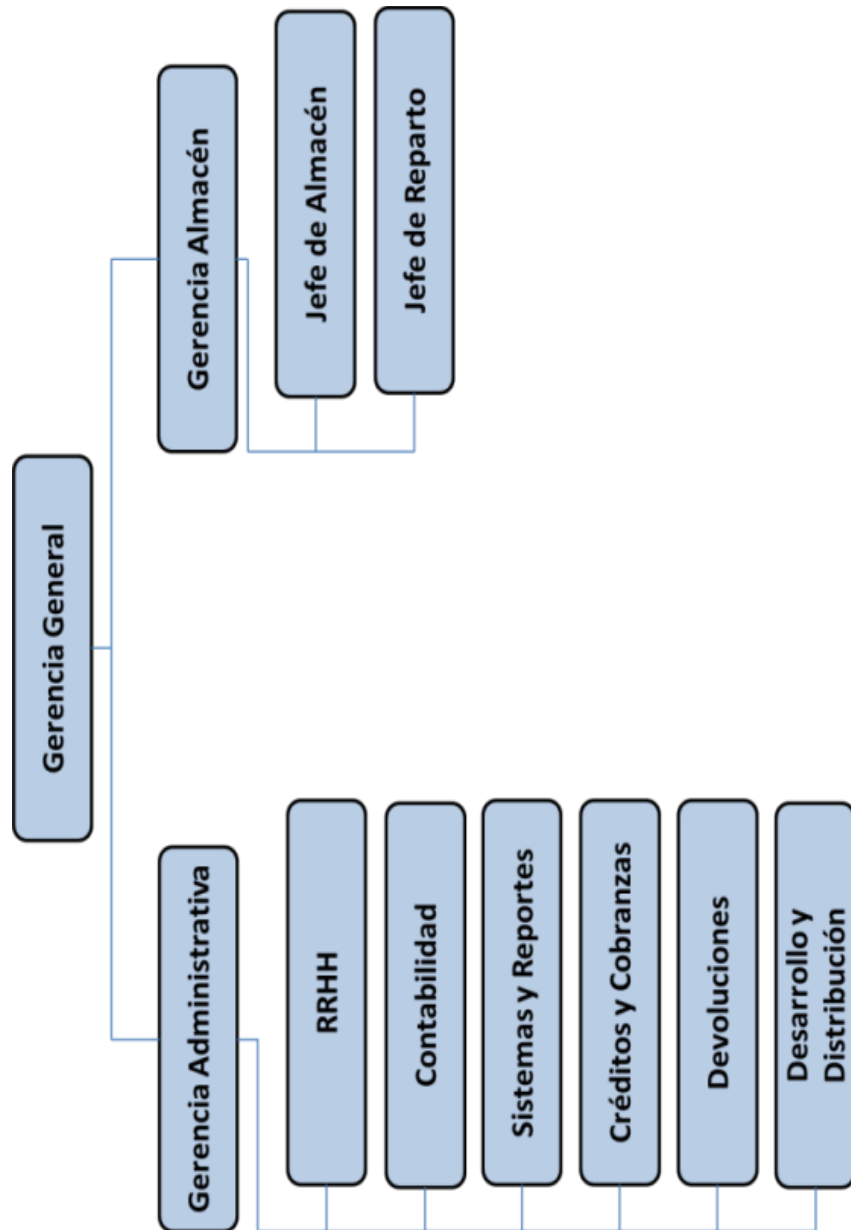 Gerencia General
Gerencia Administrativa
RRHH
Contabilidad
Sistemas y Reportes
Créditos y Cobranzas
Devoluciones
Desarrollo y
Distribución
Gerencia Almacén
Jefe de Almacén
Jefe de Reparto